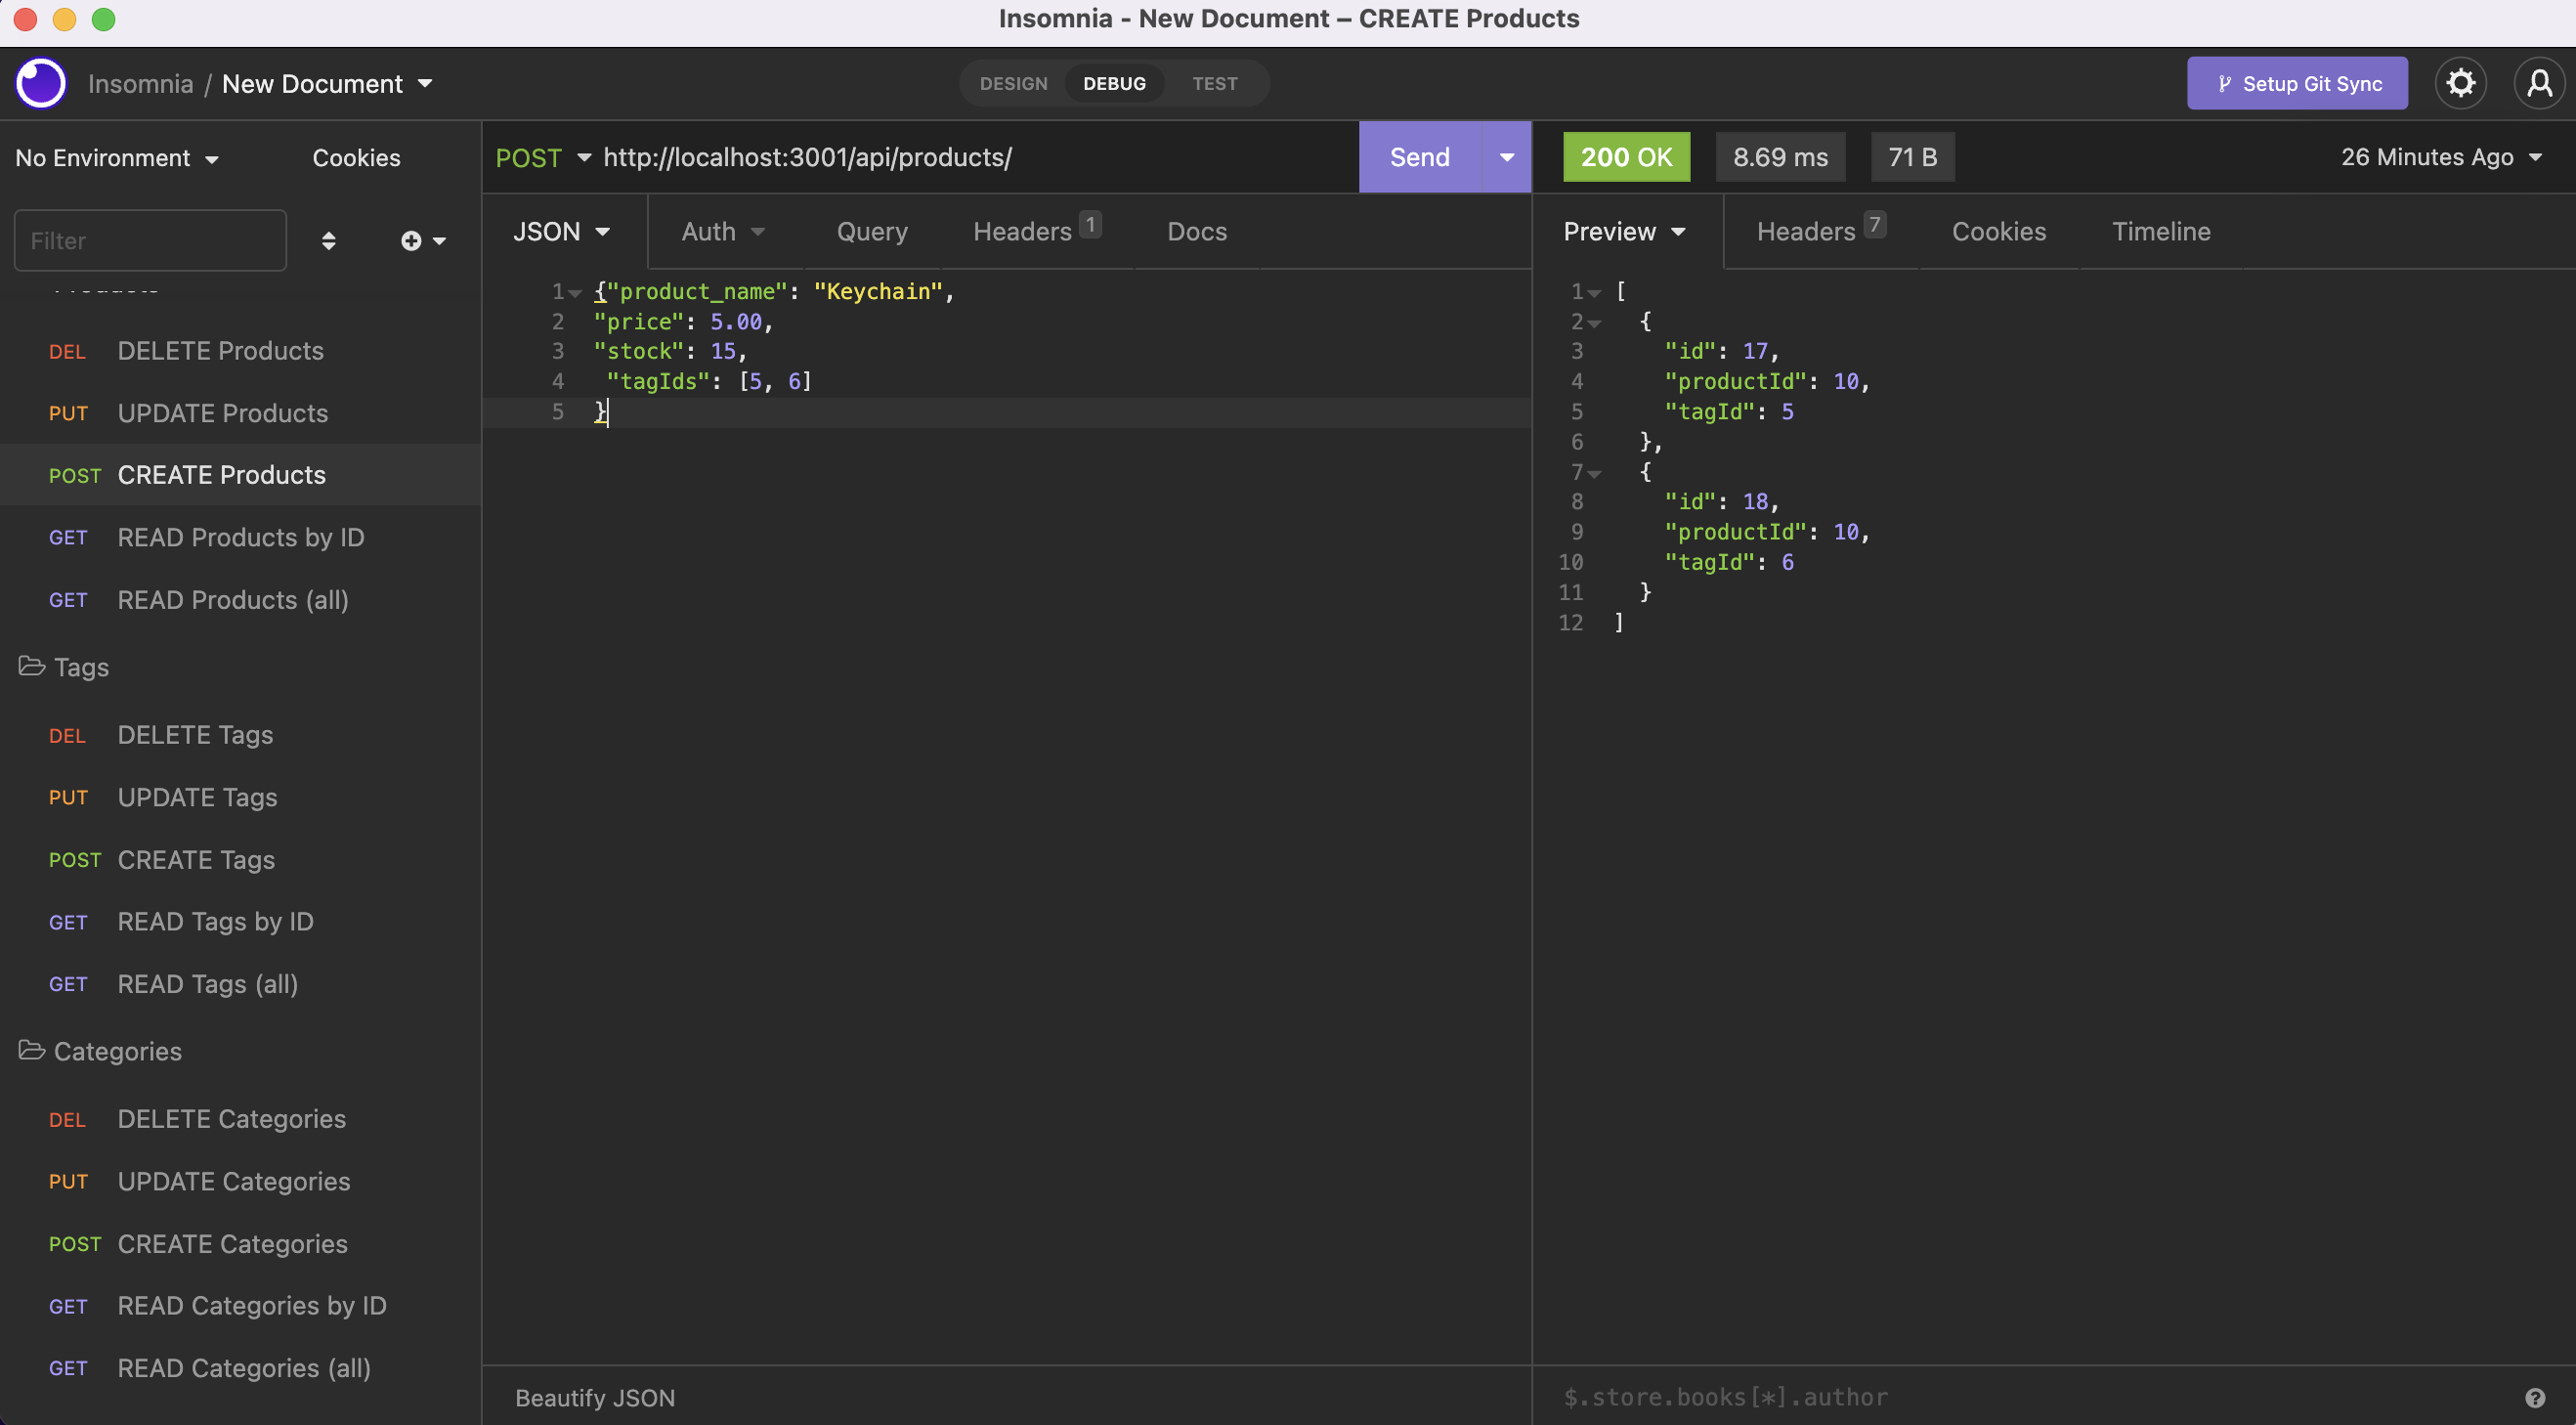 Insomnia - New Document – CREATE Products
Insomnia / New Document
DESIGN DEBUG TEST
Setup Git Sync
No Environment Cookies
Filter
Products
DEL DELETE Products
PUT UPDATE Products
POST CREATE Products
GET READ Products by ID
GET READ Products (all)
Tags
DEL DELETE Tags
PUT UPDATE Tags
POST CREATE Tags
GET READ Tags by ID
GET READ Tags (all)
Categories
DEL DELETE Categories
PUT UPDATE Categories
POST CREATE Categories
GET READ Categories by ID
GET READ Categories (all)
POST http://localhost:3001/api/products/ Send
JSON Auth Query Headers 1 Docs
1 {"product_name": "Keychain",
2 "price": 5.00,
3 "stock": 15,
4 "tagIds": [5, 6]
5 }
Beautify JSON
200 OK 8.69 ms 71 B 26 Minutes Ago
Preview Headers 7 Cookies Timeline
1 [
2 {
3 "id": 17,
4 "productId": 10,
5 "tagId": 5
6 },
7 {
8 "id": 18,
9 "productId": 10,
10 "tagId": 6
11 }
12 ]
$.store.books[*].author